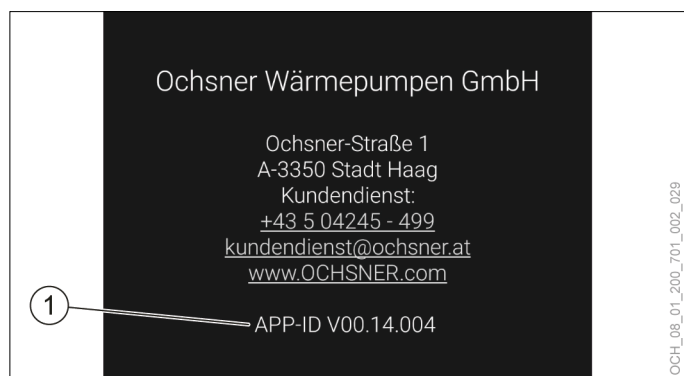 Ochsner Wärmepumpen GmbH
Ochsner-Straße 1
A-3350 Stadt Haag
Kundendienst:
+43 5 04245 - 499
kundendienst@ochsner.at
www.OCHSNER.com
1
APP-ID V00.14.004
OCH_08_01_200_701_002_029